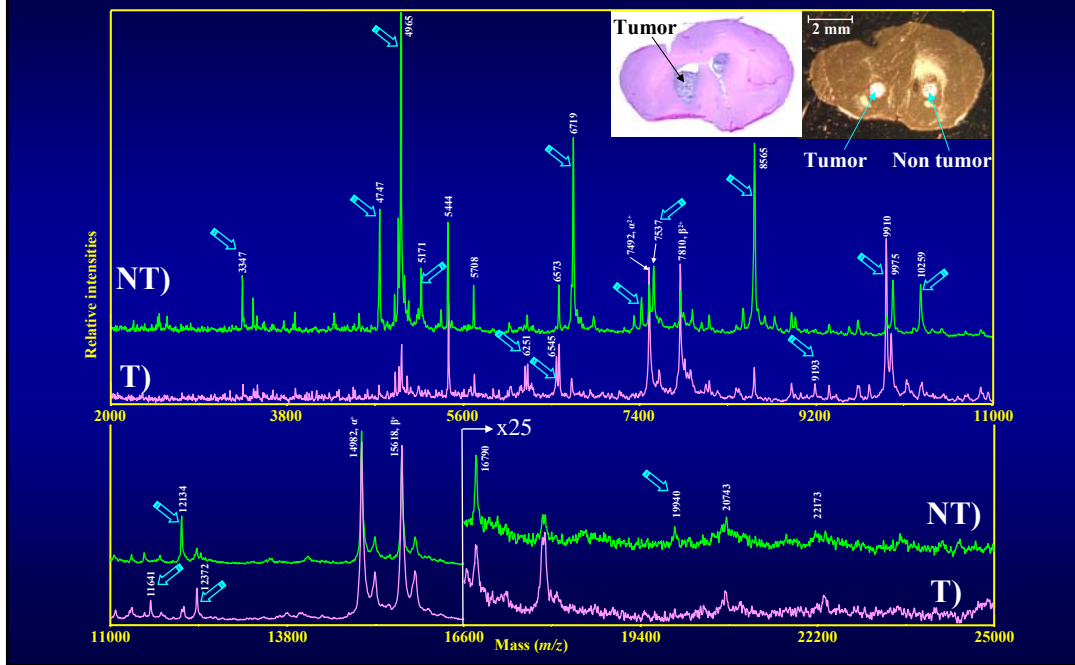 Tumor
2 mm
Tumor
Non tumor
Relative intensities
NT)
T)
3347
4747
4965
5171
5444
5708
6251
6545
6573
6719
7492, α²⁺
7537
7810, β²⁺
8565
9193
9910
9975
10259
2000 3800 5600 7400 9200 11000
x25
11641
12134
12372
14982, α⁺
15618, β⁺
16790
19940
20743
22173
NT)
T)
11000 13800 16600 19400 22200 25000
Mass (m/z)